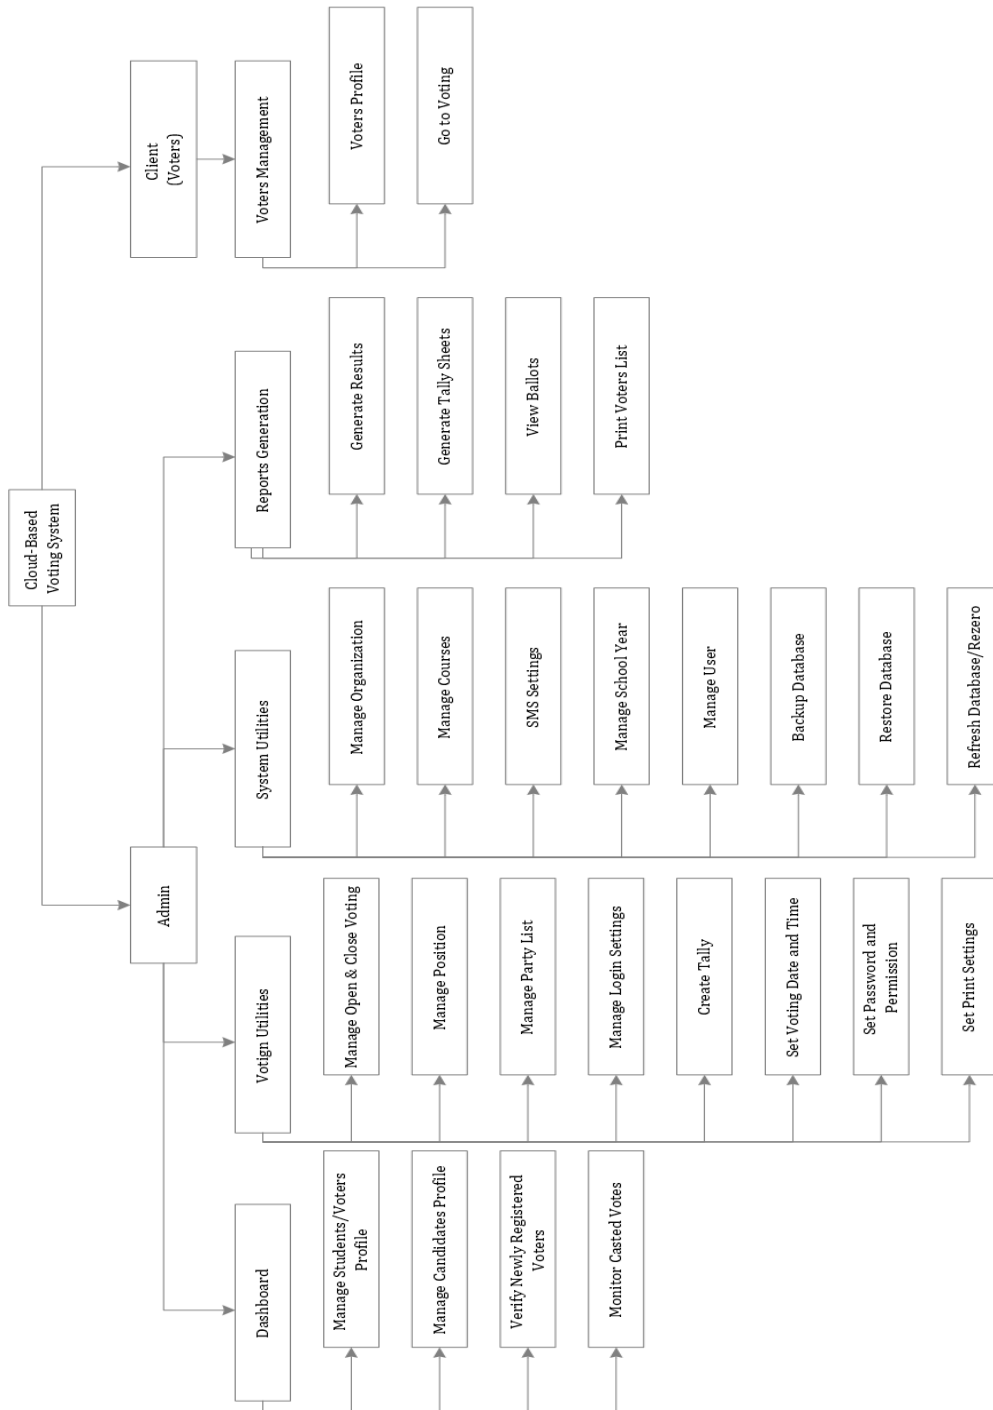 Cloud-Based
Voting System
Admin
Client
(Voters)
Dashboard
Votign Utilities
System Utilities
Reports Generation
Voters Management
Manage Students/Voters
Profile
Manage Candidates Profile
Verify Newly Registered
Voters
Monitor Casted Votes
Manage Open & Close Voting
Manage Position
Manage Party List
Manage Login Settings
Create Tally
Set Voting Date and Time
Set Password and
Permission
Set Print Settings
Manage Organization
Manage Courses
SMS Settings
Manage School Year
Manage User
Backup Database
Restore Database
Refresh Database/Rezero
Generate Results
Generate Tally Sheets
View Ballots
Print Voters List
Voters Profile
Go to Voting